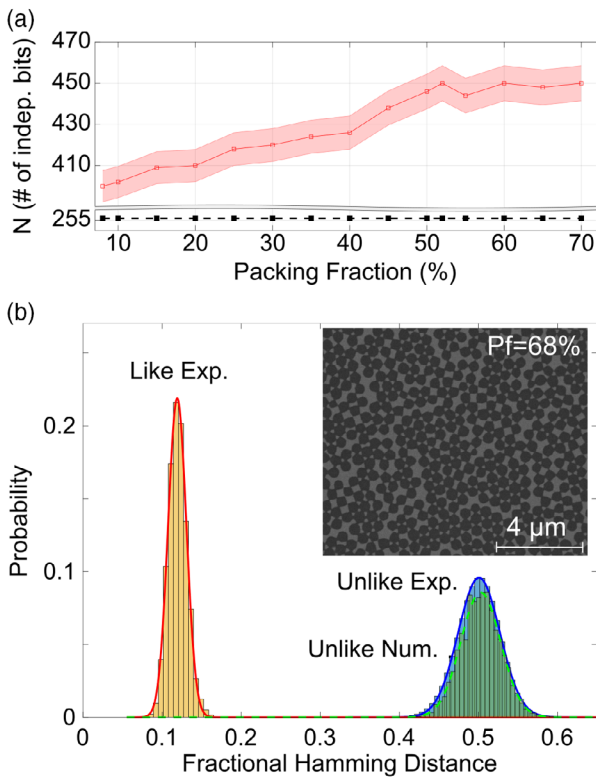 (a)
470
450
430
410
255
N (# of indep. bits)
10 20 30 40 50 60 70
Packing Fraction (%)
(b)
Like Exp.
Pf=68%
4 µm
Unlike Exp.
Unlike Num.
0.2
0.1
0
Probability
0 0.1 0.2 0.3 0.4 0.5 0.6
Fractional Hamming Distance